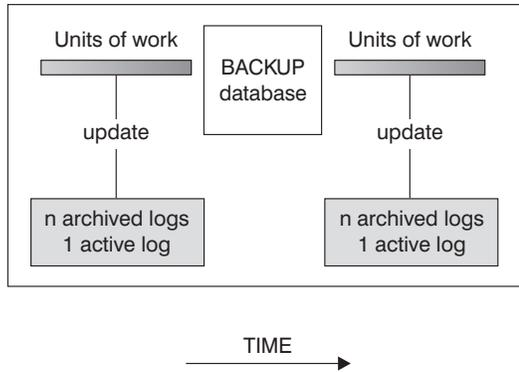 Units of work
BACKUP
database
Units of work
update
update
n archived logs
1 active log
n archived logs
1 active log
TIME